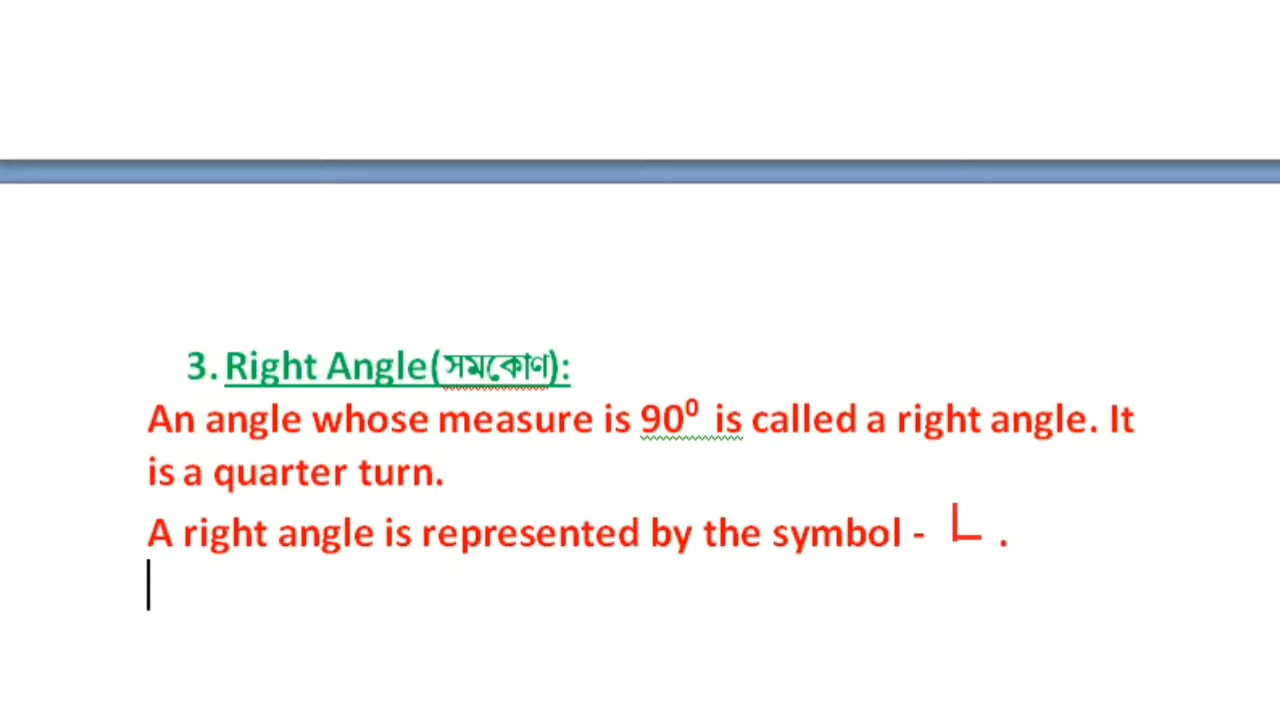 3. Right Angle(সমকোণ):
An angle whose measure is 90⁰ is called a right angle. It
is a quarter turn.
A right angle is represented by the symbol - ∟ .